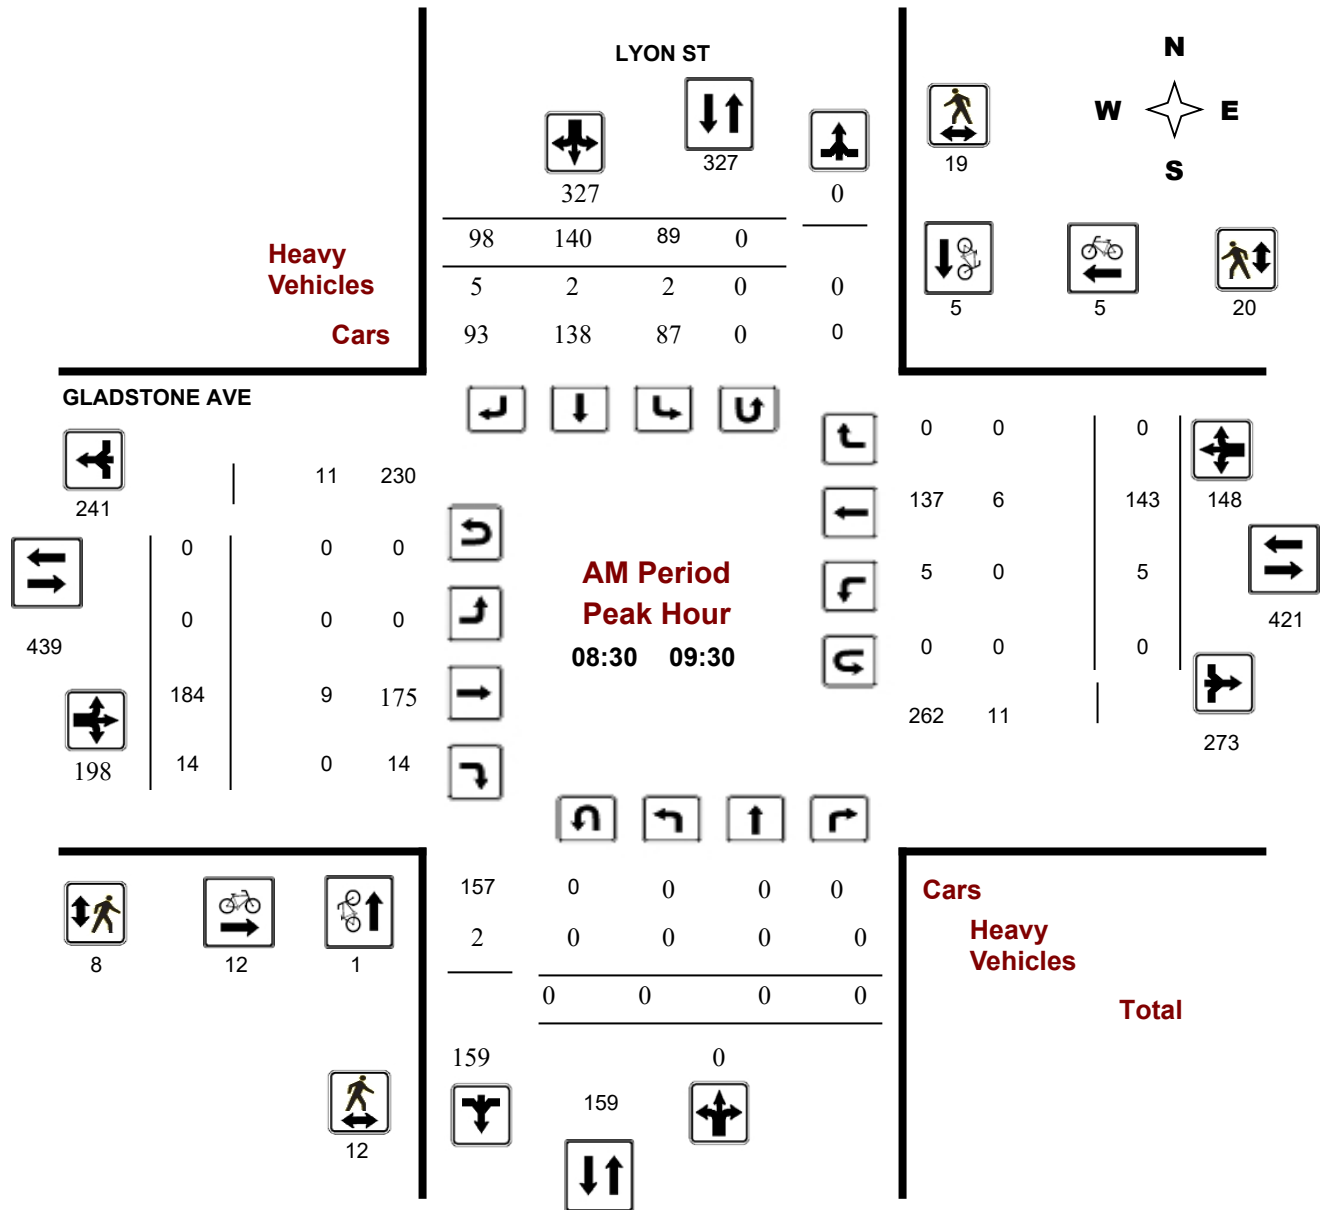 LYON ST
N
W E
S
327
19
327 0
98 140 89 0
Heavy
Vehicles
5 2 2 0 0
5 5 20
Cars
93 138 87 0 0
GLADSTONE AVE
0 0 0
11 230
241
137 6 143 148
0 0 0
AM Period
5 0 5
Peak Hour
0 0 0
421
439
08:30 09:30
0 0 0
184 9 175
262 11
273
198 14 0 14
157 0 0 0 0
Cars
2 0 0 0 0
Heavy
Vehicles
8 12 1
0 0 0 0
Total
159 0
159
12